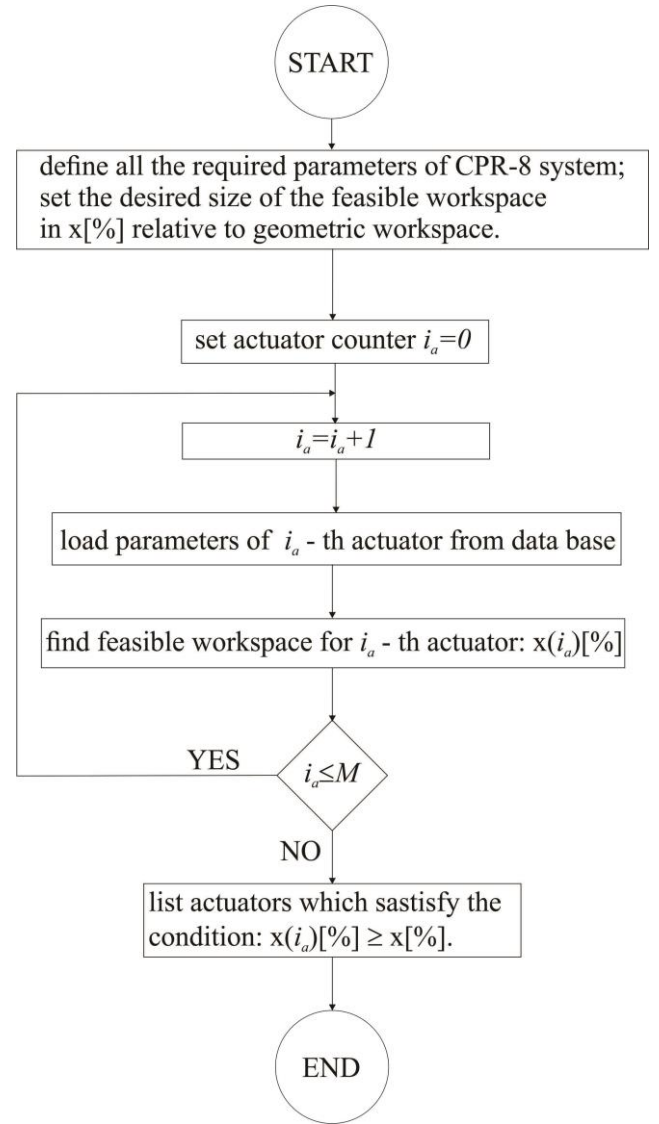 START
define all the required parameters of CPR-8 system;
set the desired size of the feasible workspace
in x[%] relative to geometric workspace.
set actuator counter iₐ=0
iₐ=iₐ+1
load parameters of iₐ - th actuator from data base
find feasible workspace for iₐ - th actuator: x(iₐ)[%]
YES
iₐ≤M
NO
list actuators which sastisfy the
condition: x(iₐ)[%] ≥ x[%].
END